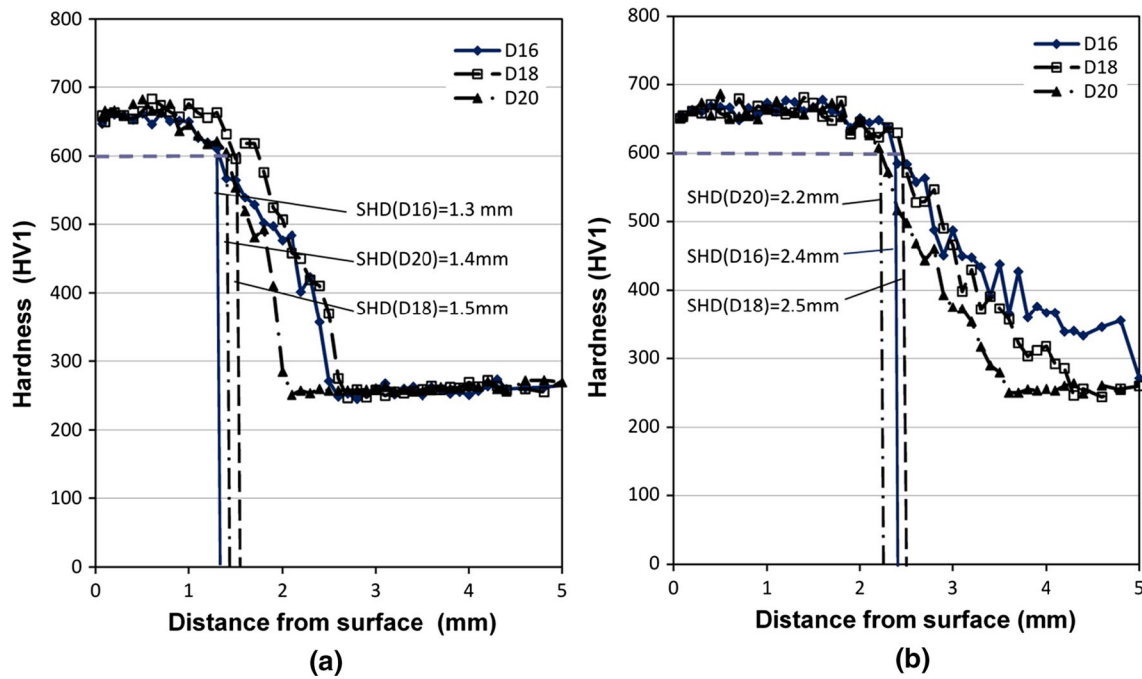 800
700
600
500
400
300
200
100
0
Hardness (HV1)
D16
D18
D20
SHD(D16)=1.3 mm
SHD(D20)=1.4mm
SHD(D18)=1.5mm
0 1 2 3 4 5
Distance from surface (mm)
(a)
800
700
600
500
400
300
200
100
0
Hardness (HV1)
D16
D18
D20
SHD(D20)=2.2mm
SHD(D16)=2.4mm
SHD(D18)=2.5mm
0 1 2 3 4 5
Distance from surface (mm)
(b)